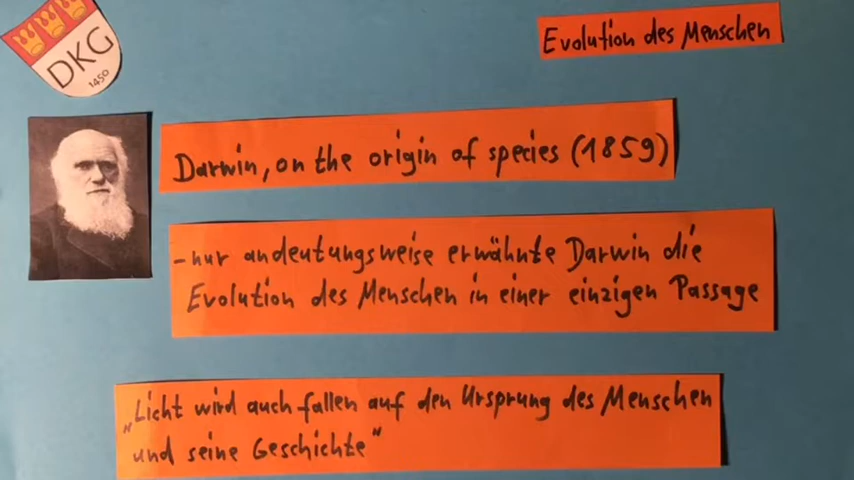 DKG
1450
Evolution des Menschen
Darwin, on the origin of species (1859)
-nur andeutungsweise erwähnte Darwin die
Evolution des Menschen in einer einzigen Passage
„Licht wird auch fallen auf den Ursprung des Menschen
und seine Geschichte"